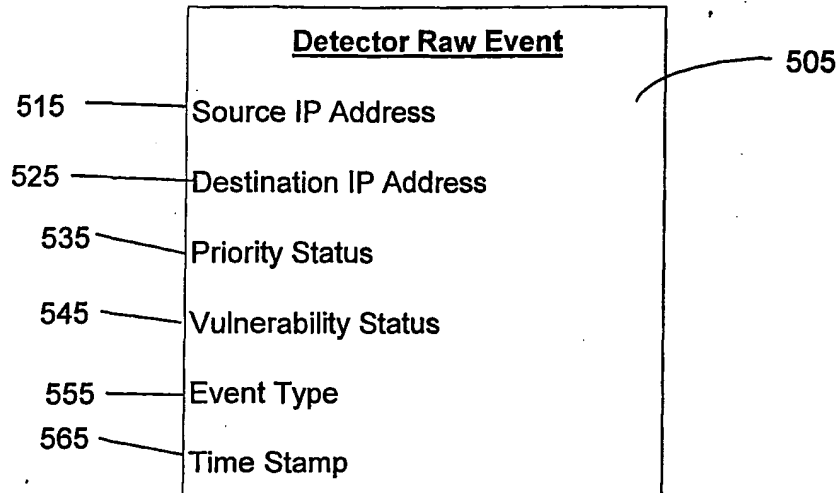 Detector Raw Event
505
515 Source IP Address
525 Destination IP Address
535 Priority Status
545 Vulnerability Status
555 Event Type
565 Time Stamp